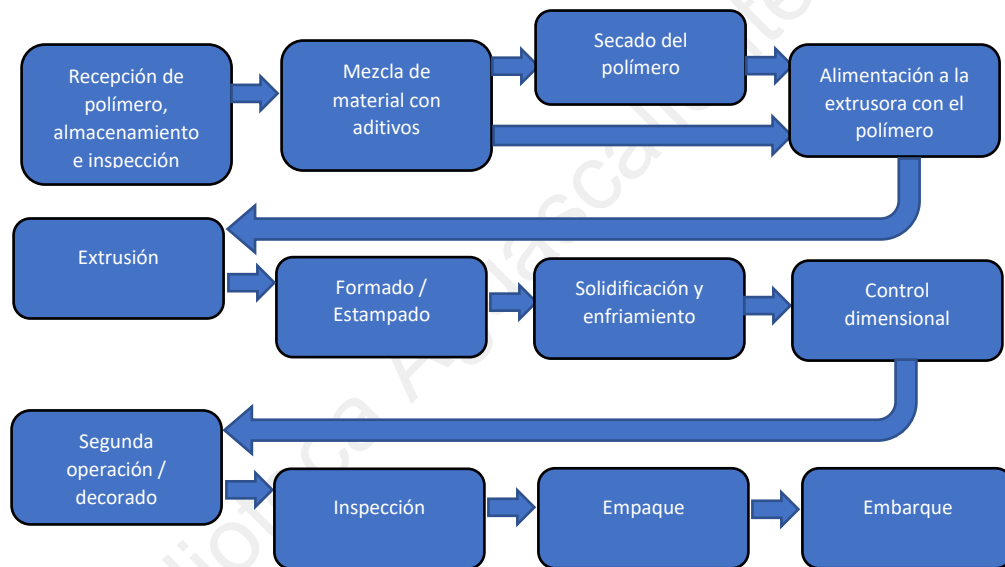 Recepción de
polímero,
almacenamiento
e inspección
Mezcla de
material con
aditivos
Secado del
polímero
Alimentación a la
extrusora con el
polímero
Extrusión
Formado /
Estampado
Solidificación y
enfriamiento
Control
dimensional
Segunda
operación /
decorado
Inspección
Empaque
Embarque